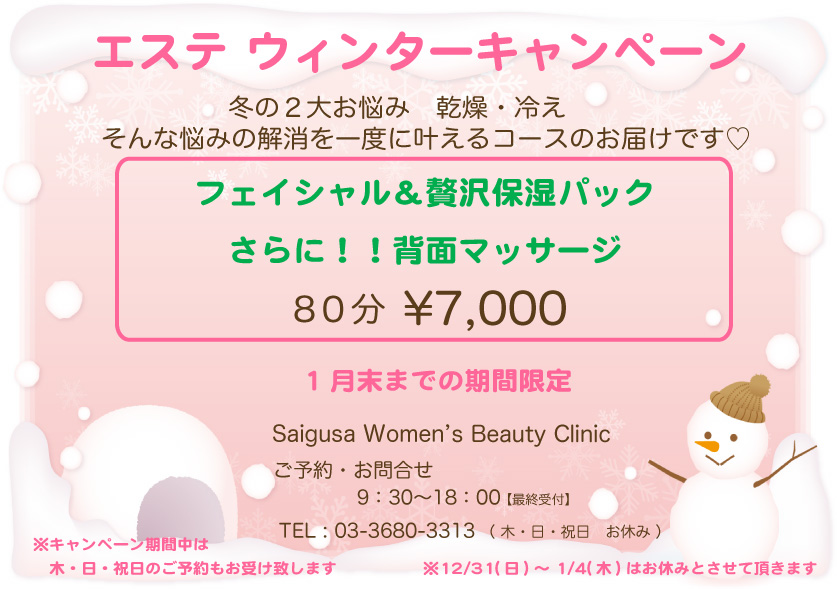 エステ ウィンターキャンペーン
冬の２大お悩み　乾燥・冷え
そんな悩みの解消を一度に叶えるコースのお届けです♡
フェイシャル＆贅沢保湿パック
さらに！！背面マッサージ
８０分 ¥7,000
１月末までの期間限定
Saigusa Women's Beauty Clinic
ご予約・お問合せ
９：３０～１８：００【最終受付】
TEL：03-3680-3313 （木・日・祝日　お休み）
※キャンペーン期間中は
木・日・祝日のご予約もお受け致します
※12/31(日)～ 1/4(木)はお休みとさせて頂きます